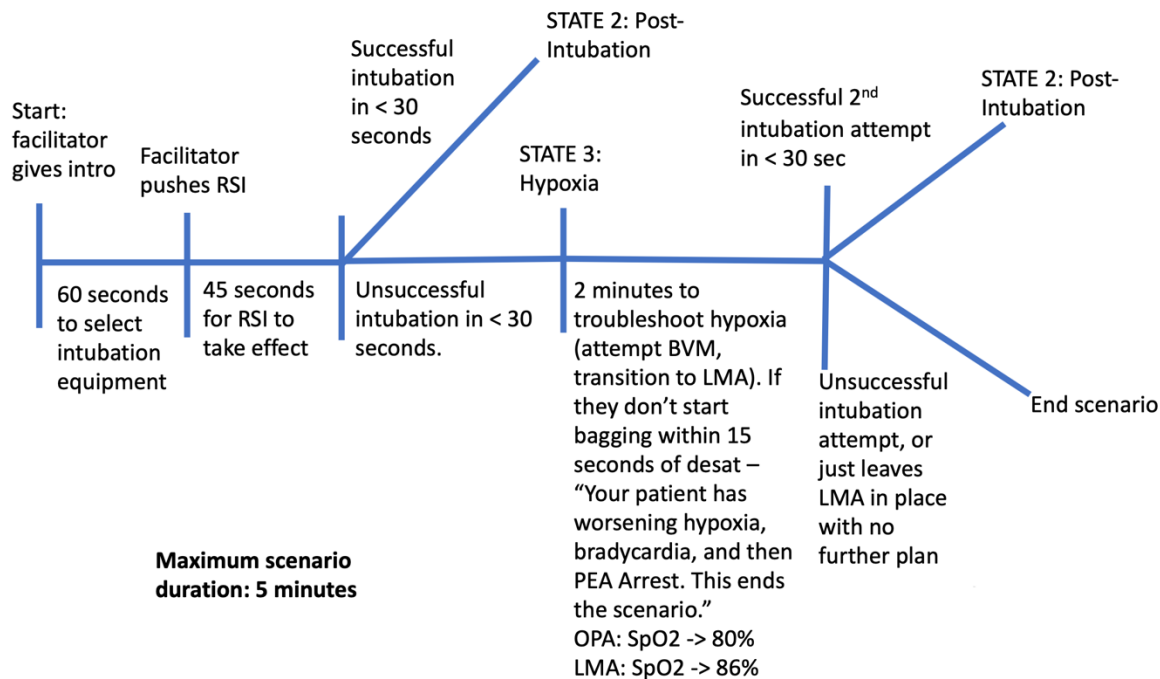 Start:
facilitator
gives intro
60 seconds
to select
intubation
equipment
Facilitator
pushes RSI
45 seconds
for RSI to
take effect
Successful
intubation
in < 30
seconds
STATE 2: Post-
Intubation
Unsuccessful
intubation in < 30
seconds.
STATE 3:
Hypoxia
2 minutes to
troubleshoot hypoxia
(attempt BVM,
transition to LMA). If
they don’t start
bagging within 15
seconds of desat –
“Your patient has
worsening hypoxia,
bradycardia, and then
PEA Arrest. This ends
the scenario.”
OPA: SpO2 -> 80%
LMA: SpO2 -> 86%
Successful 2nd
intubation attempt
in < 30 sec
STATE 2: Post-
Intubation
Unsuccessful
intubation
attempt, or
just leaves
LMA in place
with no
further plan
End scenario
Maximum scenario
duration: 5 minutes